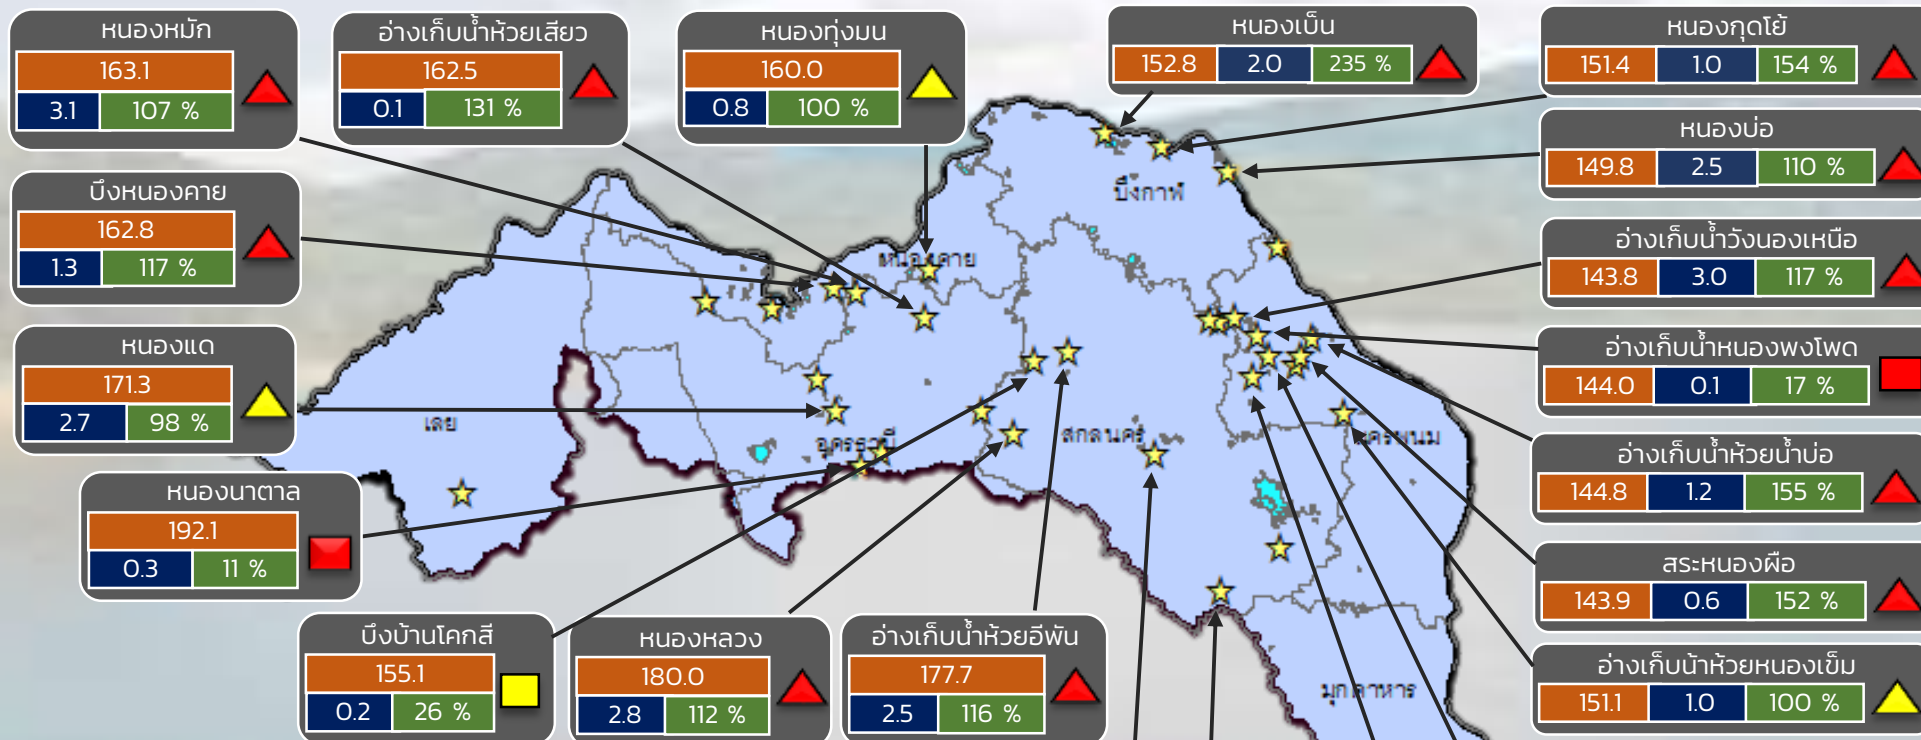 หนองหมัก
163.1
3.1 107 %
อ่างเก็บน้ำห้วยเสียว
162.5
0.1 131 %
หนองทุ่งมน
160.0
0.8 100 %
หนองเบ็น
152.8 2.0 235 %
หนองกุดโย้
151.4 1.0 154 %
หนองบ่อ
149.8 2.5 110 %
บึงหนองคาย
162.8
1.3 117 %
อ่างเก็บน้ำวังนองเหนือ
143.8 3.0 117 %
หนองแด
171.3
2.7 98 %
อ่างเก็บน้ำหนองพงโพด
144.0 0.1 17 %
อ่างเก็บน้ำห้วยน้ำบ่อ
144.8 1.2 155 %
หนองนาตาล
192.1
0.3 11 %
สระหนองผือ
143.9 0.6 152 %
บึงบ้านโคกสี
155.1
0.2 26 %
หนองหลวง
180.0
2.8 112 %
อ่างเก็บน้ำห้วยอีพัน
177.7
2.5 116 %
อ่างเก็บน้ำห้วยหนองเข็ม
151.1 1.0 100 %
บึงกาฬ
หนองคาย
เลย
อุดรธานี
สกลนคร
นครพนม
มุกดาหาร